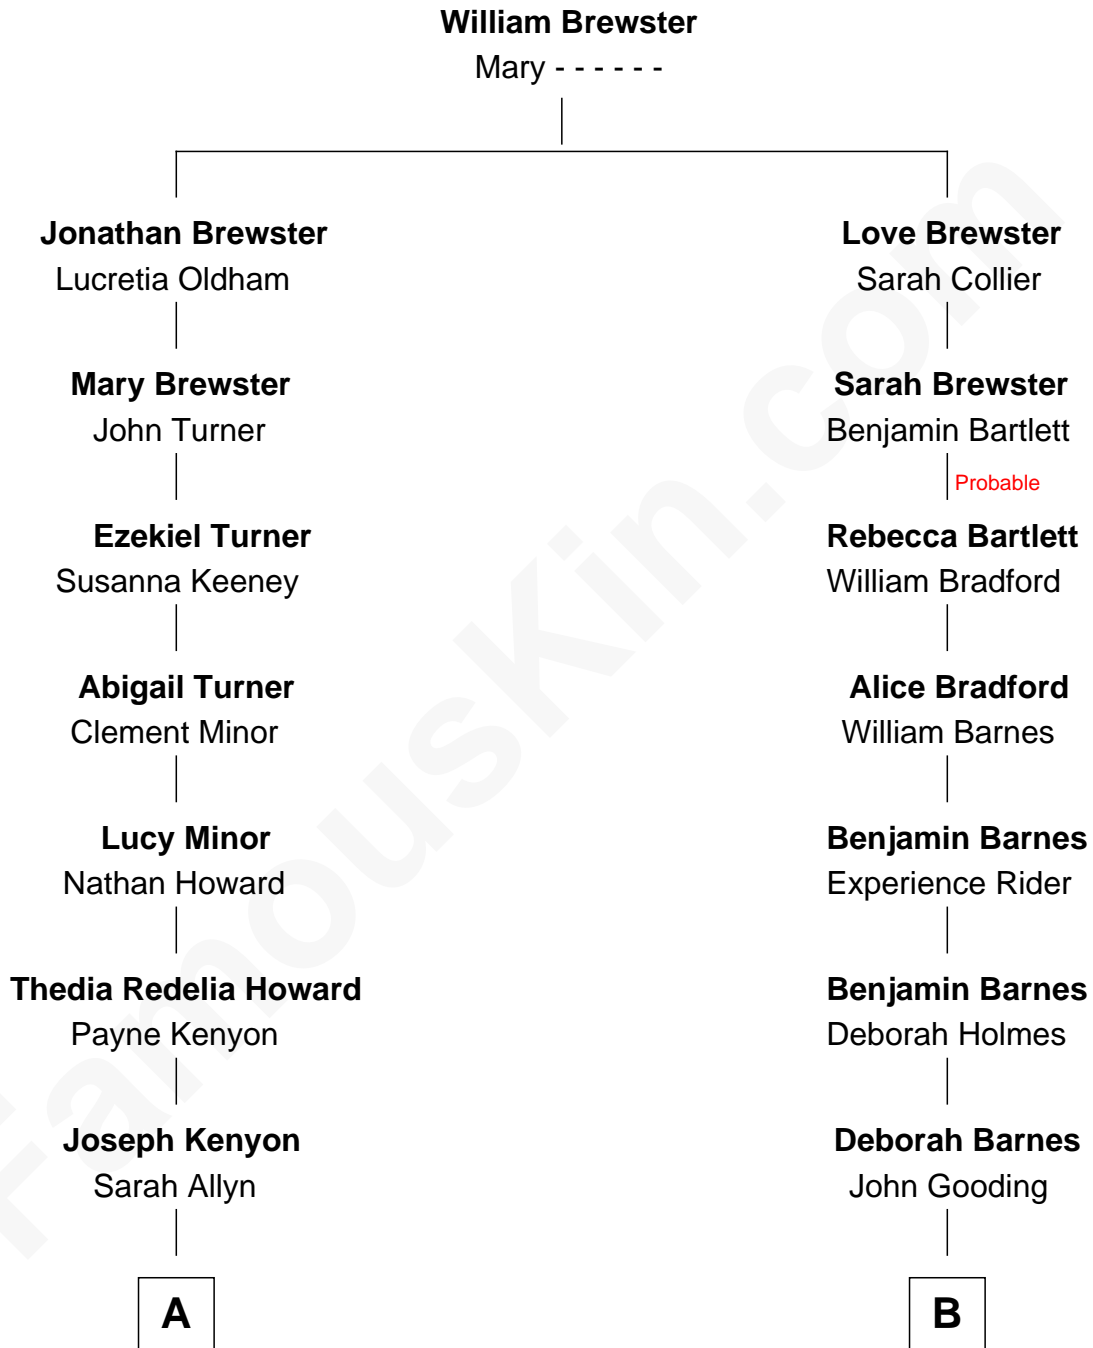 William Brewster
Mary - - - - - -
Jonathan Brewster
Lucretia Oldham
Love Brewster
Sarah Collier
Mary Brewster
John Turner
Sarah Brewster
Benjamin Bartlett
Probable
Ezekiel Turner
Susanna Keeney
Rebecca Bartlett
William Bradford
Abigail Turner
Clement Minor
Alice Bradford
William Barnes
Lucy Minor
Nathan Howard
Benjamin Barnes
Experience Rider
Thedia Redelia Howard
Payne Kenyon
Benjamin Barnes
Deborah Holmes
Joseph Kenyon
Sarah Allyn
Deborah Barnes
John Gooding
A
B
FamousKin.com